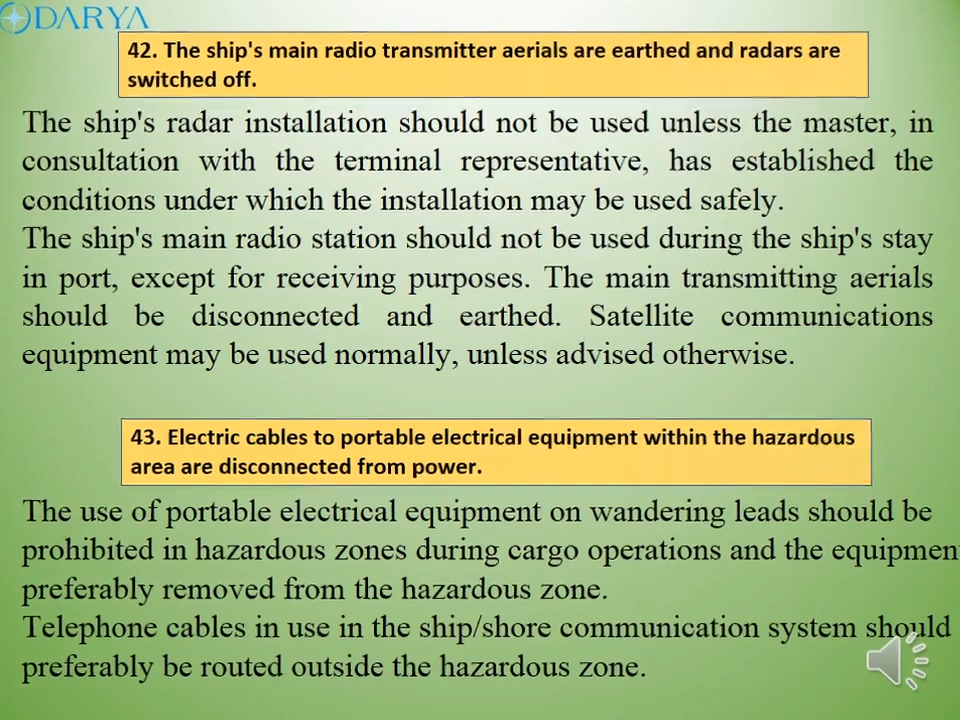 ODARYA
42. The ship's main radio transmitter aerials are earthed and radars are
switched off.
The ship's radar installation should not be used unless the master, in
consultation with the terminal representative, has established the
conditions under which the installation may be used safely.
The ship's main radio station should not be used during the ship's stay
in port, except for receiving purposes. The main transmitting aerials
should be disconnected and earthed. Satellite communications
equipment may be used normally, unless advised otherwise.
43. Electric cables to portable electrical equipment within the hazardous
area are disconnected from power.
The use of portable electrical equipment on wandering leads should be
prohibited in hazardous zones during cargo operations and the equipmen
preferably removed from the hazardous zone.
Telephone cables in use in the ship/shore communication system should
preferably be routed outside the hazardous zone.